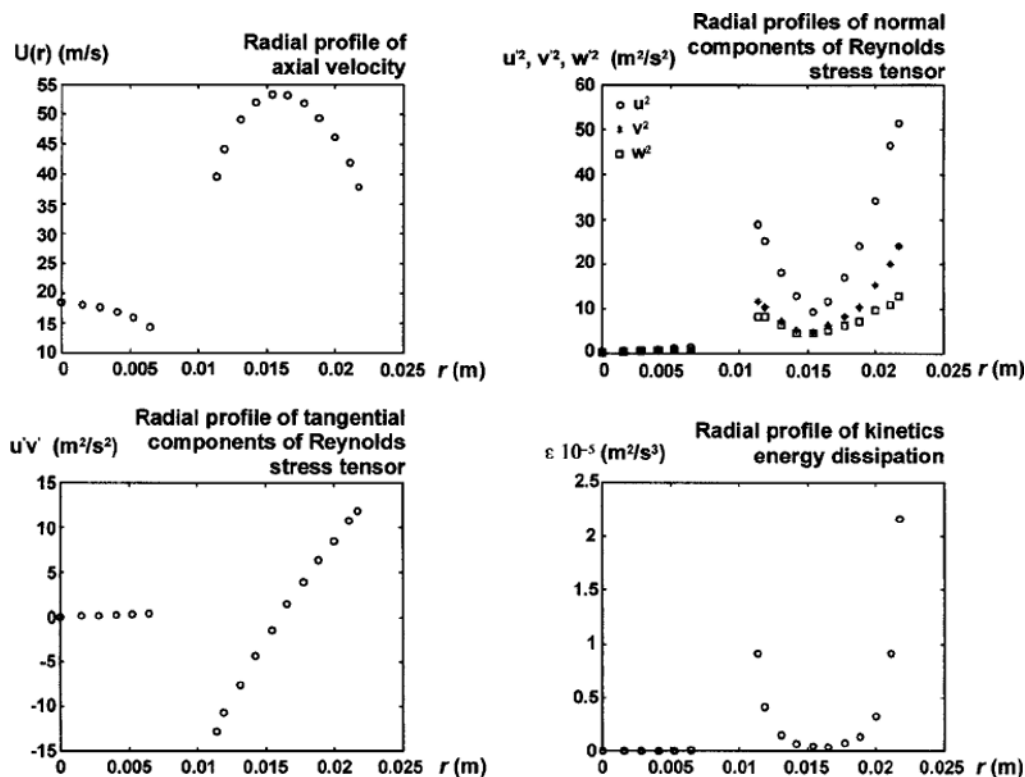 U(r) (m/s)
Radial profile of
axial velocity
55
50
45
40
35
30
25
20
15
10
0
0.005
0.01
0.015
0.02
0.025
r (m)
Radial profiles of normal
components of Reynolds
stress tensor
u'², v'², w'² (m²/s²)
60
50
40
30
20
10
0
u²
v²
w²
0
0.005
0.01
0.015
0.02
0.025
r (m)
Radial profile of tangential
components of Reynolds
stress tensor
u'v' (m²/s²)
15
10
5
0
-5
-10
-15
0
0.005
0.01
0.015
0.02
0.025
r (m)
Radial profile of kinetics
energy dissipation
ε 10⁻⁵ (m²/s³)
2.5
2
1.5
1
0.5
0
0
0.005
0.01
0.015
0.02
0.025
r (m)